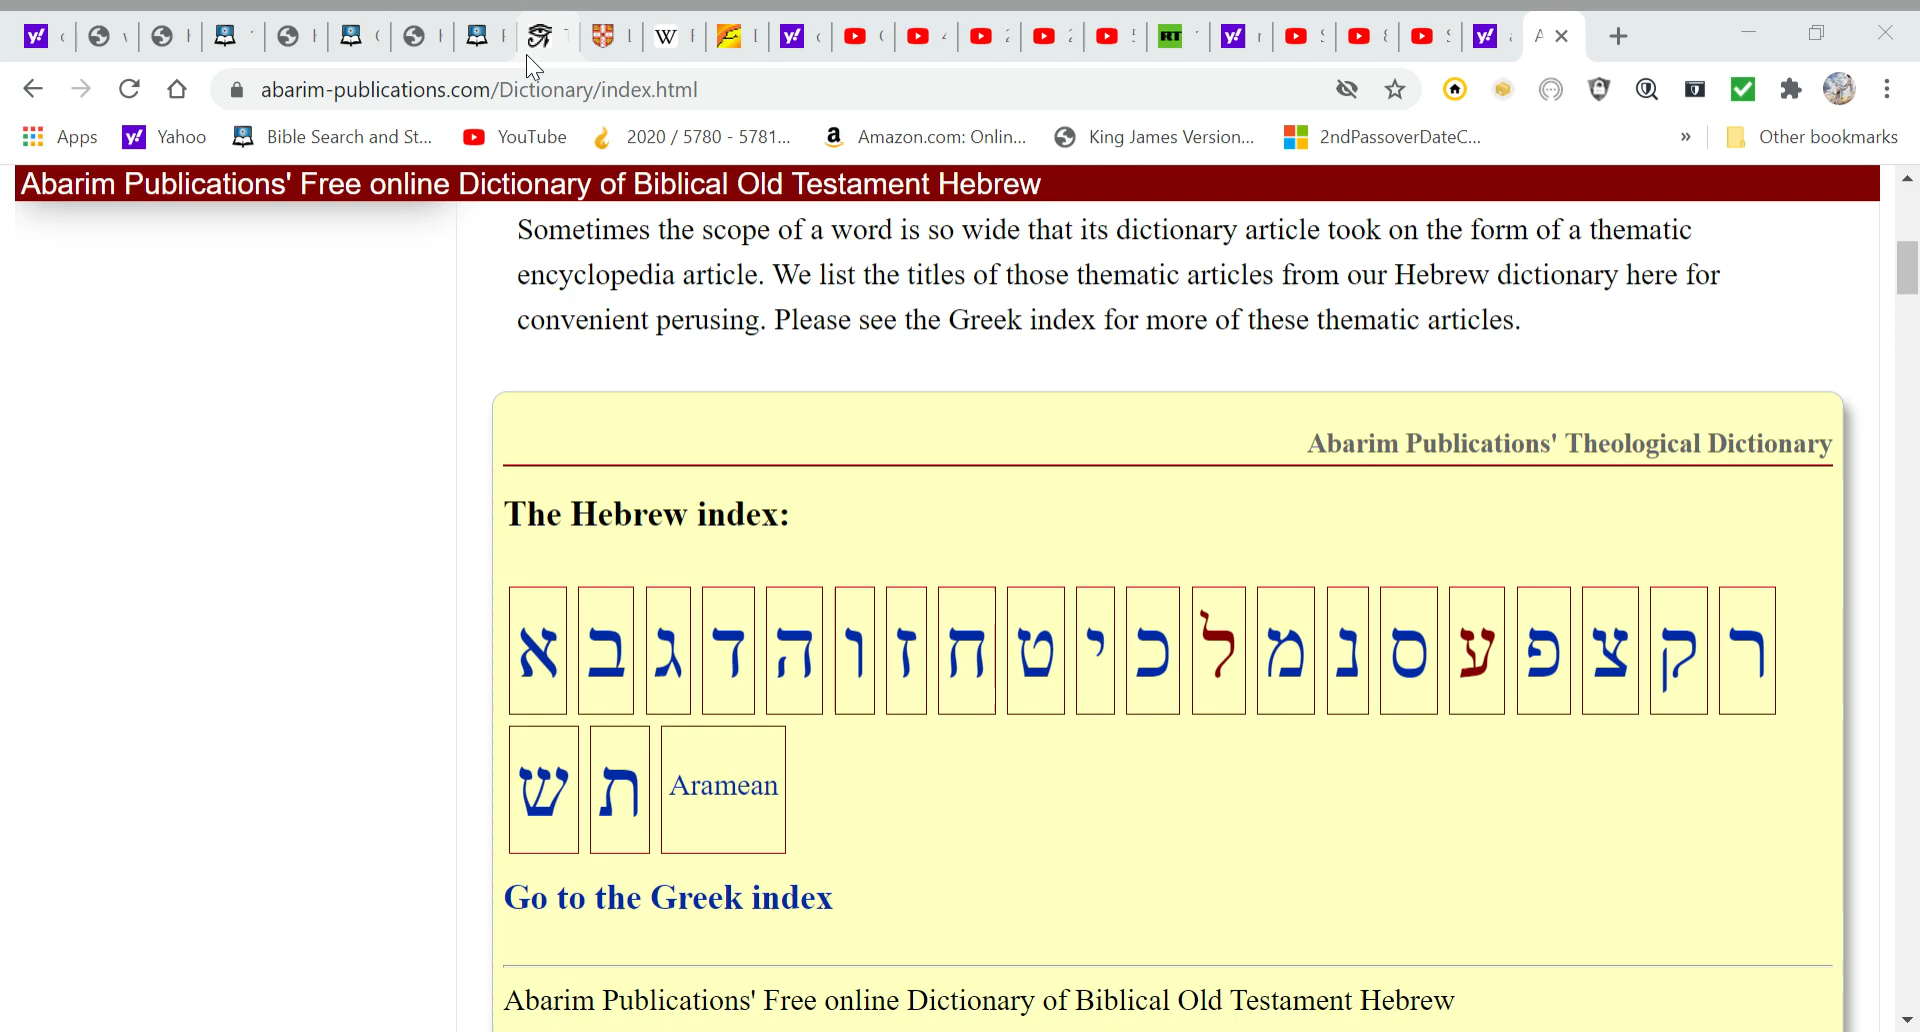 abarim-publications.com/Dictionary/index.html
Apps
Yahoo
Bible Search and St...
YouTube
2020 / 5780 - 5781...
Amazon.com: Onlin...
King James Version...
2ndPassoverDateC...
»
Other bookmarks
Abarim Publications' Free online Dictionary of Biblical Old Testament Hebrew
Sometimes the scope of a word is so wide that its dictionary article took on the form of a thematic
encyclopedia article. We list the titles of those thematic articles from our Hebrew dictionary here for
convenient perusing. Please see the Greek index for more of these thematic articles.
Abarim Publications' Theological Dictionary
The Hebrew index:
א ב ג ד ה ו ז ח ט י כ ל מ נ ס ע פ צ ק ר
ש ת Aramean
Go to the Greek index
Abarim Publications' Free online Dictionary of Biblical Old Testament Hebrew